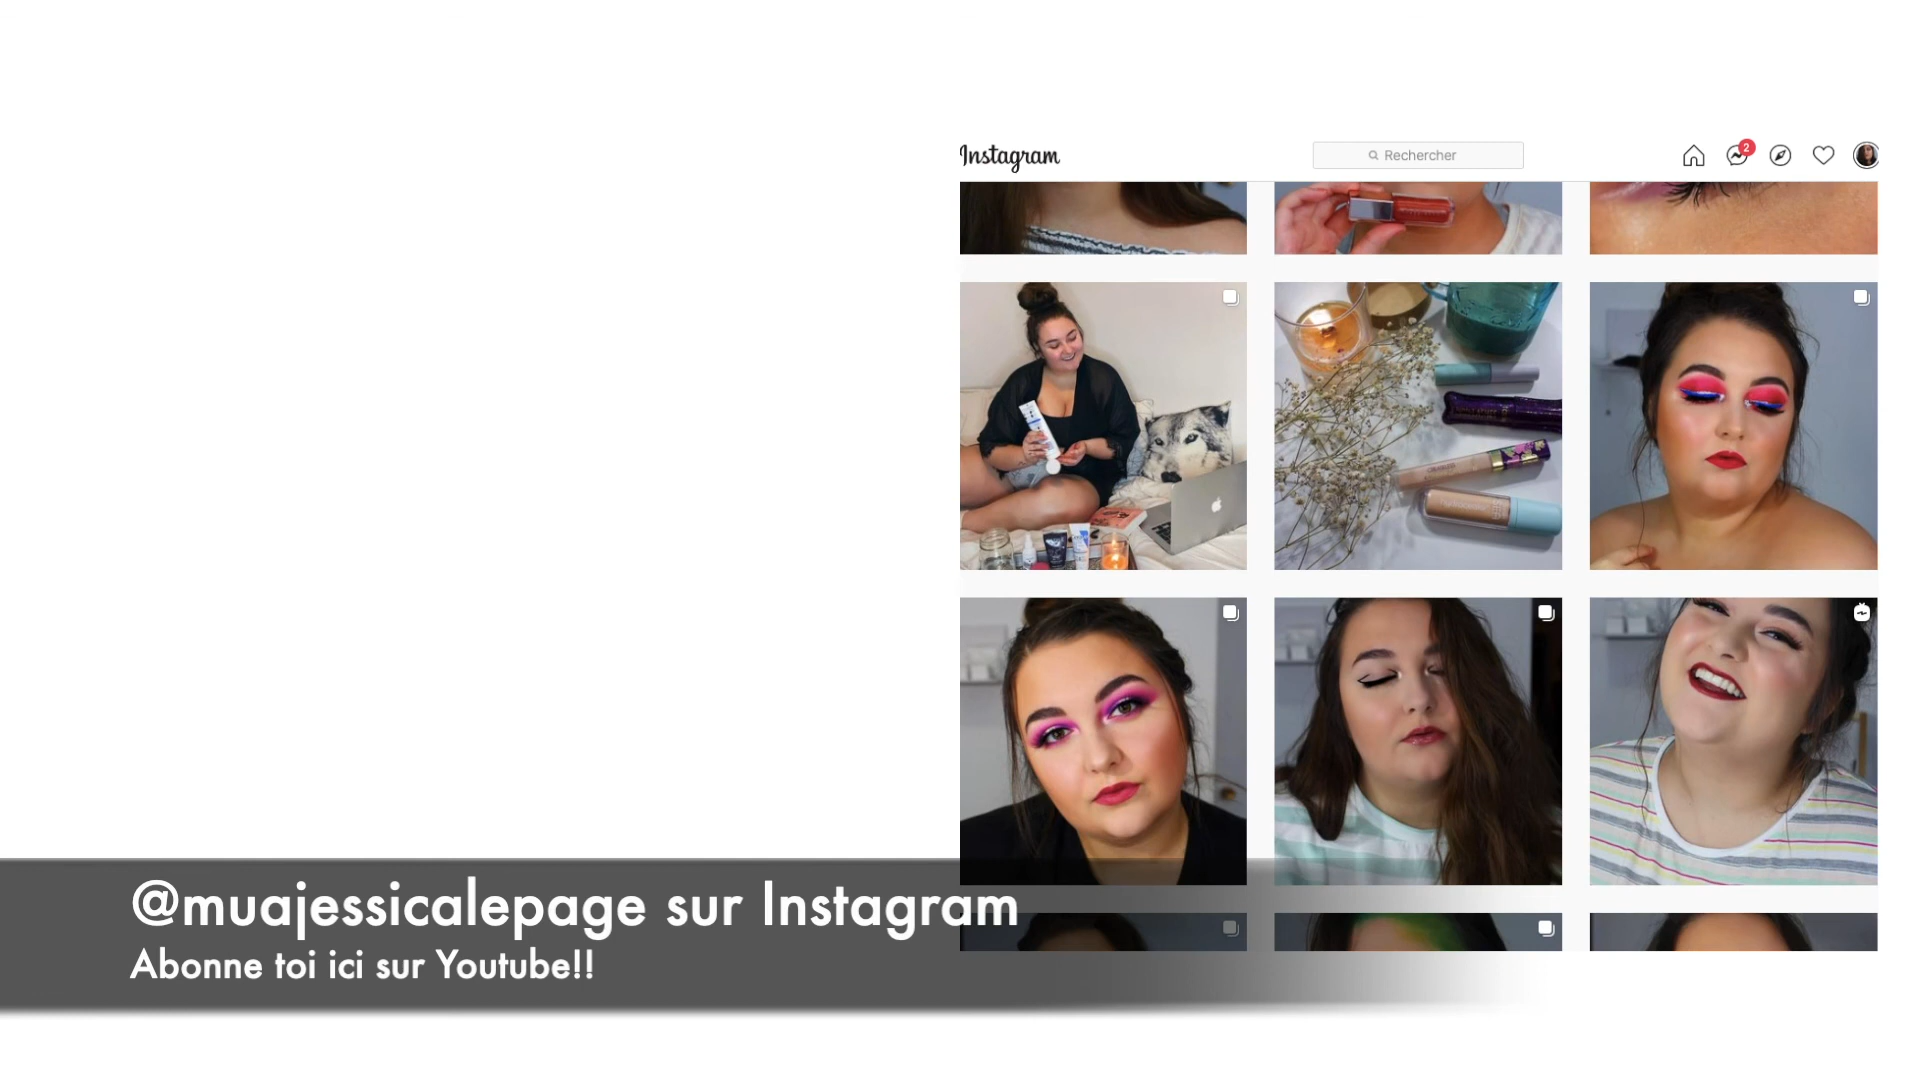 Instagram
Rechercher
2
@muajessicalepage sur Instagram
Abonne toi ici sur Youtube!!